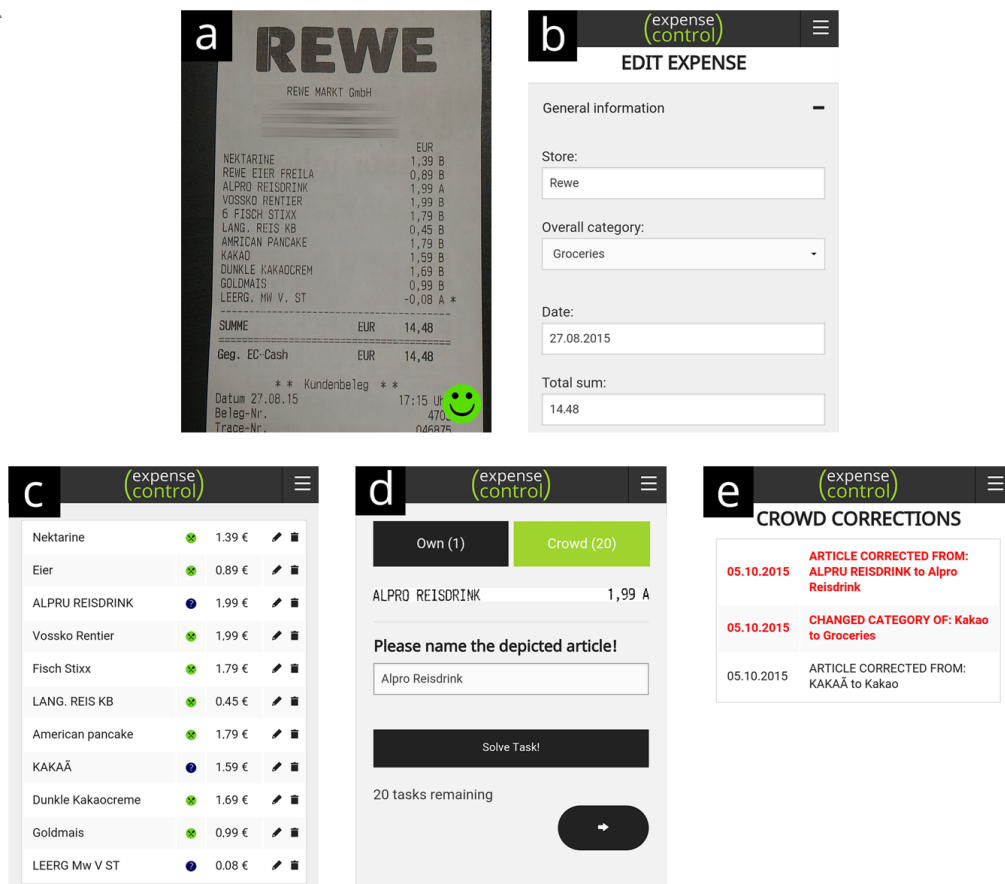 a
REWE
REWE MARKT GmbH
EUR
NEKTARINE 1,39 B
REWE EIER FREILA 0,89 B
ALPRO REISDRINK 1,99 A
VOSSKO RENTIER 1,99 B
6 FISCH STIXX 1,79 B
LANG. REIS KB 0,45 B
AMRICAN PANCAKE 1,79 B
KAKAO 1,59 B
DUNKLE KAKAOCREM 1,69 B
GOLDMAIS 0,99 B
LEERG. MW V. ST -0,08 A *
SUMME EUR 14,48
Geg. EC-Cash EUR 14,48
* * Kundenbeleg * *
Datum 27.08.15 17:15
Beleg-Nr.
Trace-Nr. 046875
b
(expense
control)
EDIT EXPENSE
General information
Store:
Rewe
Overall category:
Groceries
Date:
27.08.2015
Total sum:
14.48
c
(expense
control)
Nektarine 1.39 €
Eier 0.89 €
ALPRU REISDRINK ? 1.99 €
Vossko Rentier 1.99 €
Fisch Stixx 1.79 €
LANG. REIS KB 0.45 €
American pancake 1.79 €
KAKAÃ ? 1.59 €
Dunkle Kakaocreme 1.69 €
Goldmais 0.99 €
LEERG Mw V ST ? 0.08 €
d
(expense
control)
Own (1) Crowd (20)
ALPRO REISDRINK 1,99 A
Please name the depicted article!
Alpro Reisdrink
Solve Task!
20 tasks remaining
e
(expense
control)
CROWD CORRECTIONS
ARTICLE CORRECTED FROM:
05.10.2015 ALPRU REISDRINK to Alpro
Reisdrink
05.10.2015 CHANGED CATEGORY OF: Kakao
to Groceries
05.10.2015 ARTICLE CORRECTED FROM:
KAKAÃ to Kakao